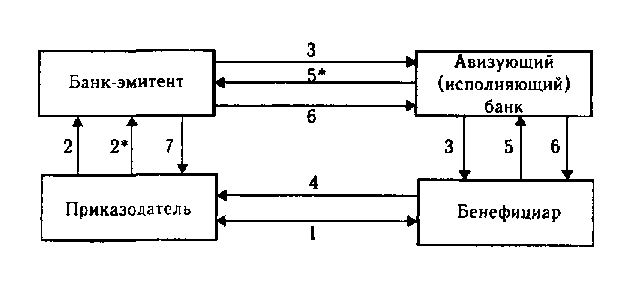 3
Банк-эмитент
5*
Авизующий
(исполняющий)
банк
6
2
2*
7
3
5
6
4
Приказодатель
Бенефициар
1